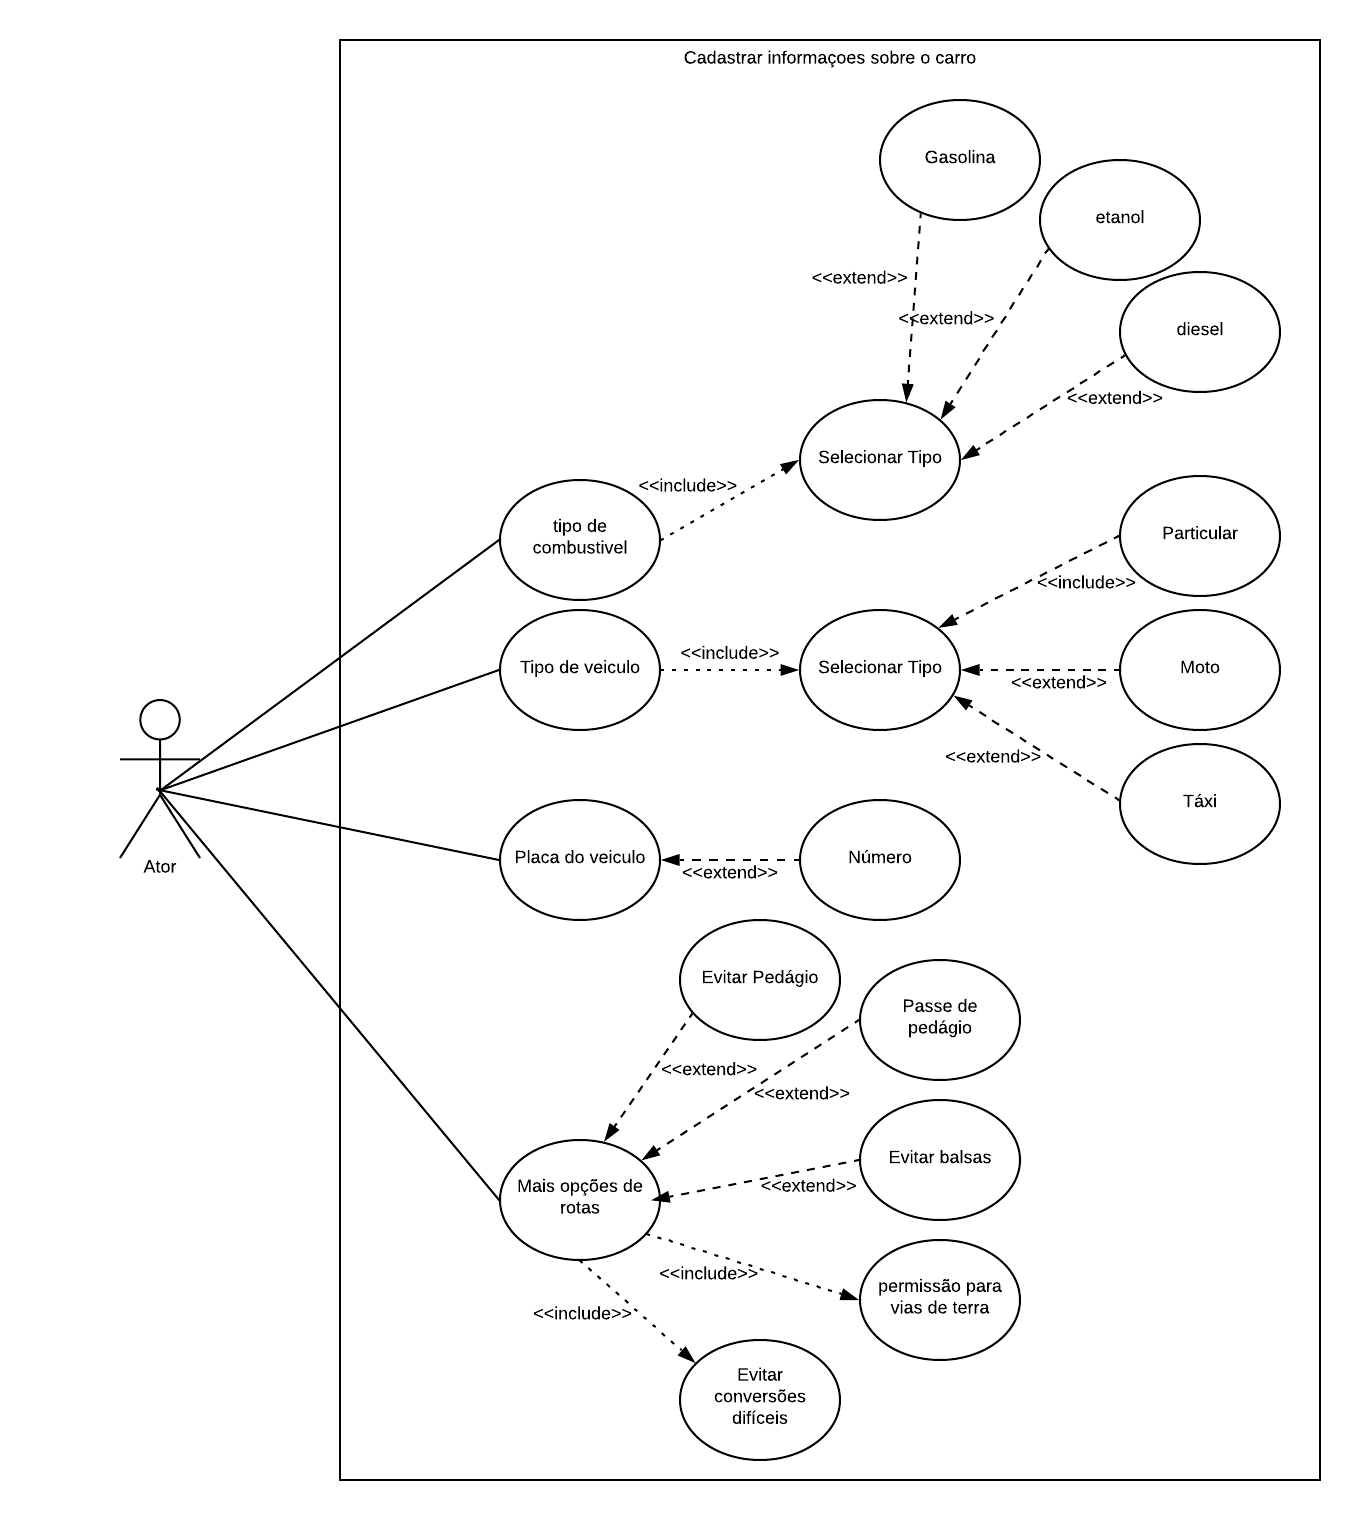 Cadastrar informaçoes sobre o carro
Gasolina
etanol
<<extend>>
<<extend>>
diesel
<<extend>>
Selecionar Tipo
<<include>>
tipo de
combustivel
Particular
<<include>>
Tipo de veiculo
<<include>>
Selecionar Tipo
Moto
<<extend>>
<<extend>>
Táxi
Ator
Placa do veiculo
<<extend>>
Número
Evitar Pedágio
Passe de
pedágio
<<extend>>
<<extend>>
Evitar balsas
<<extend>>
Mais opções de
rotas
<<include>>
permissão para
vias de terra
<<include>>
Evitar
conversões
difíceis